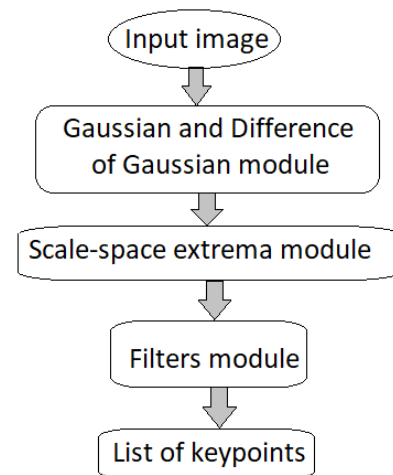 Input image
Gaussian and Difference
of Gaussian module
Scale-space extrema module
Filters module
List of keypoints